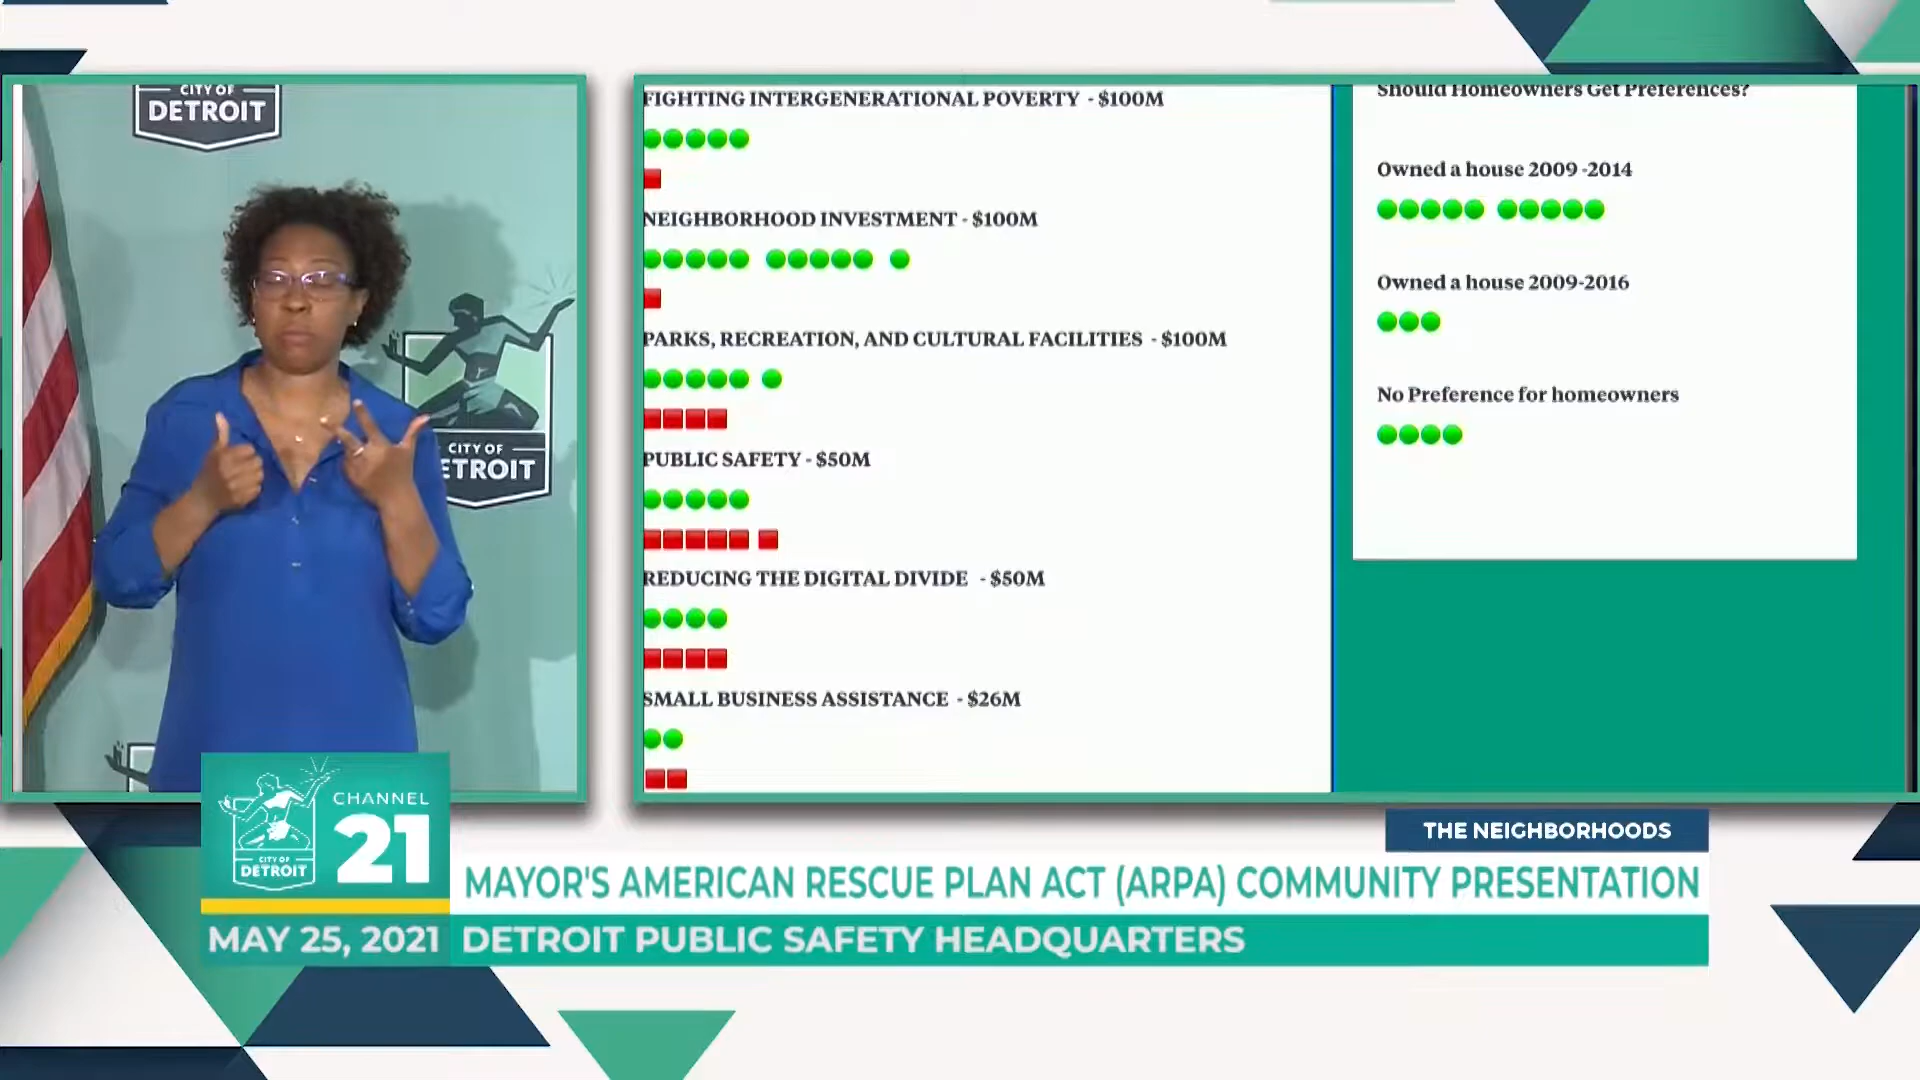 CITY OF
DETROIT
CITY OF
ETROIT
FIGHTING INTERGENERATIONAL POVERTY - $100M
NEIGHBORHOOD INVESTMENT - $100M
PARKS, RECREATION, AND CULTURAL FACILITIES - $100M
PUBLIC SAFETY - $50M
REDUCING THE DIGITAL DIVIDE - $50M
SMALL BUSINESS ASSISTANCE - $26M
Should Homeowners Get Preferences?
Owned a house 2009 -2014
Owned a house 2009-2016
No Preference for homeowners
THE NEIGHBORHOODS
CHANNEL
21
CITY OF
DETROIT
MAYOR'S AMERICAN RESCUE PLAN ACT (ARPA) COMMUNITY PRESENTATION
MAY 25, 2021
DETROIT PUBLIC SAFETY HEADQUARTERS